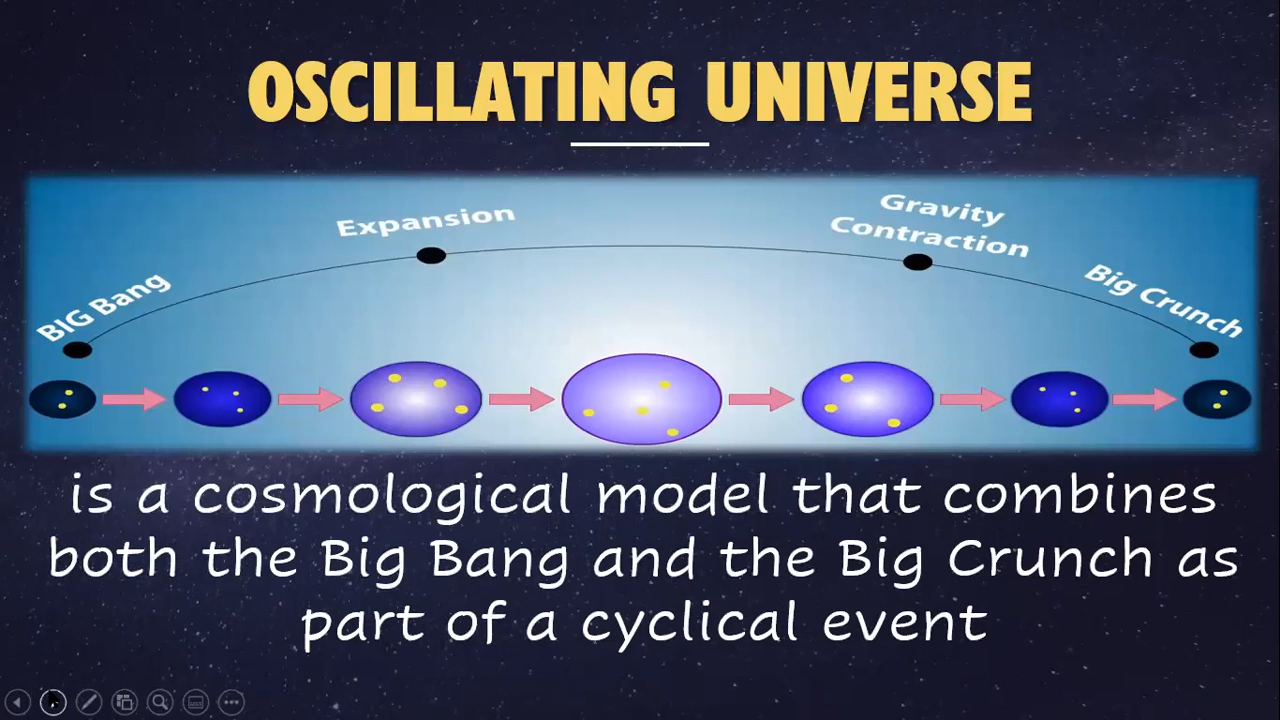 OSCILLATING UNIVERSE
BIG Bang
Expansion
Gravity
Contraction
Big Crunch
is a cosmological model that combines
both the Big Bang and the Big Crunch as
part of a cyclical event